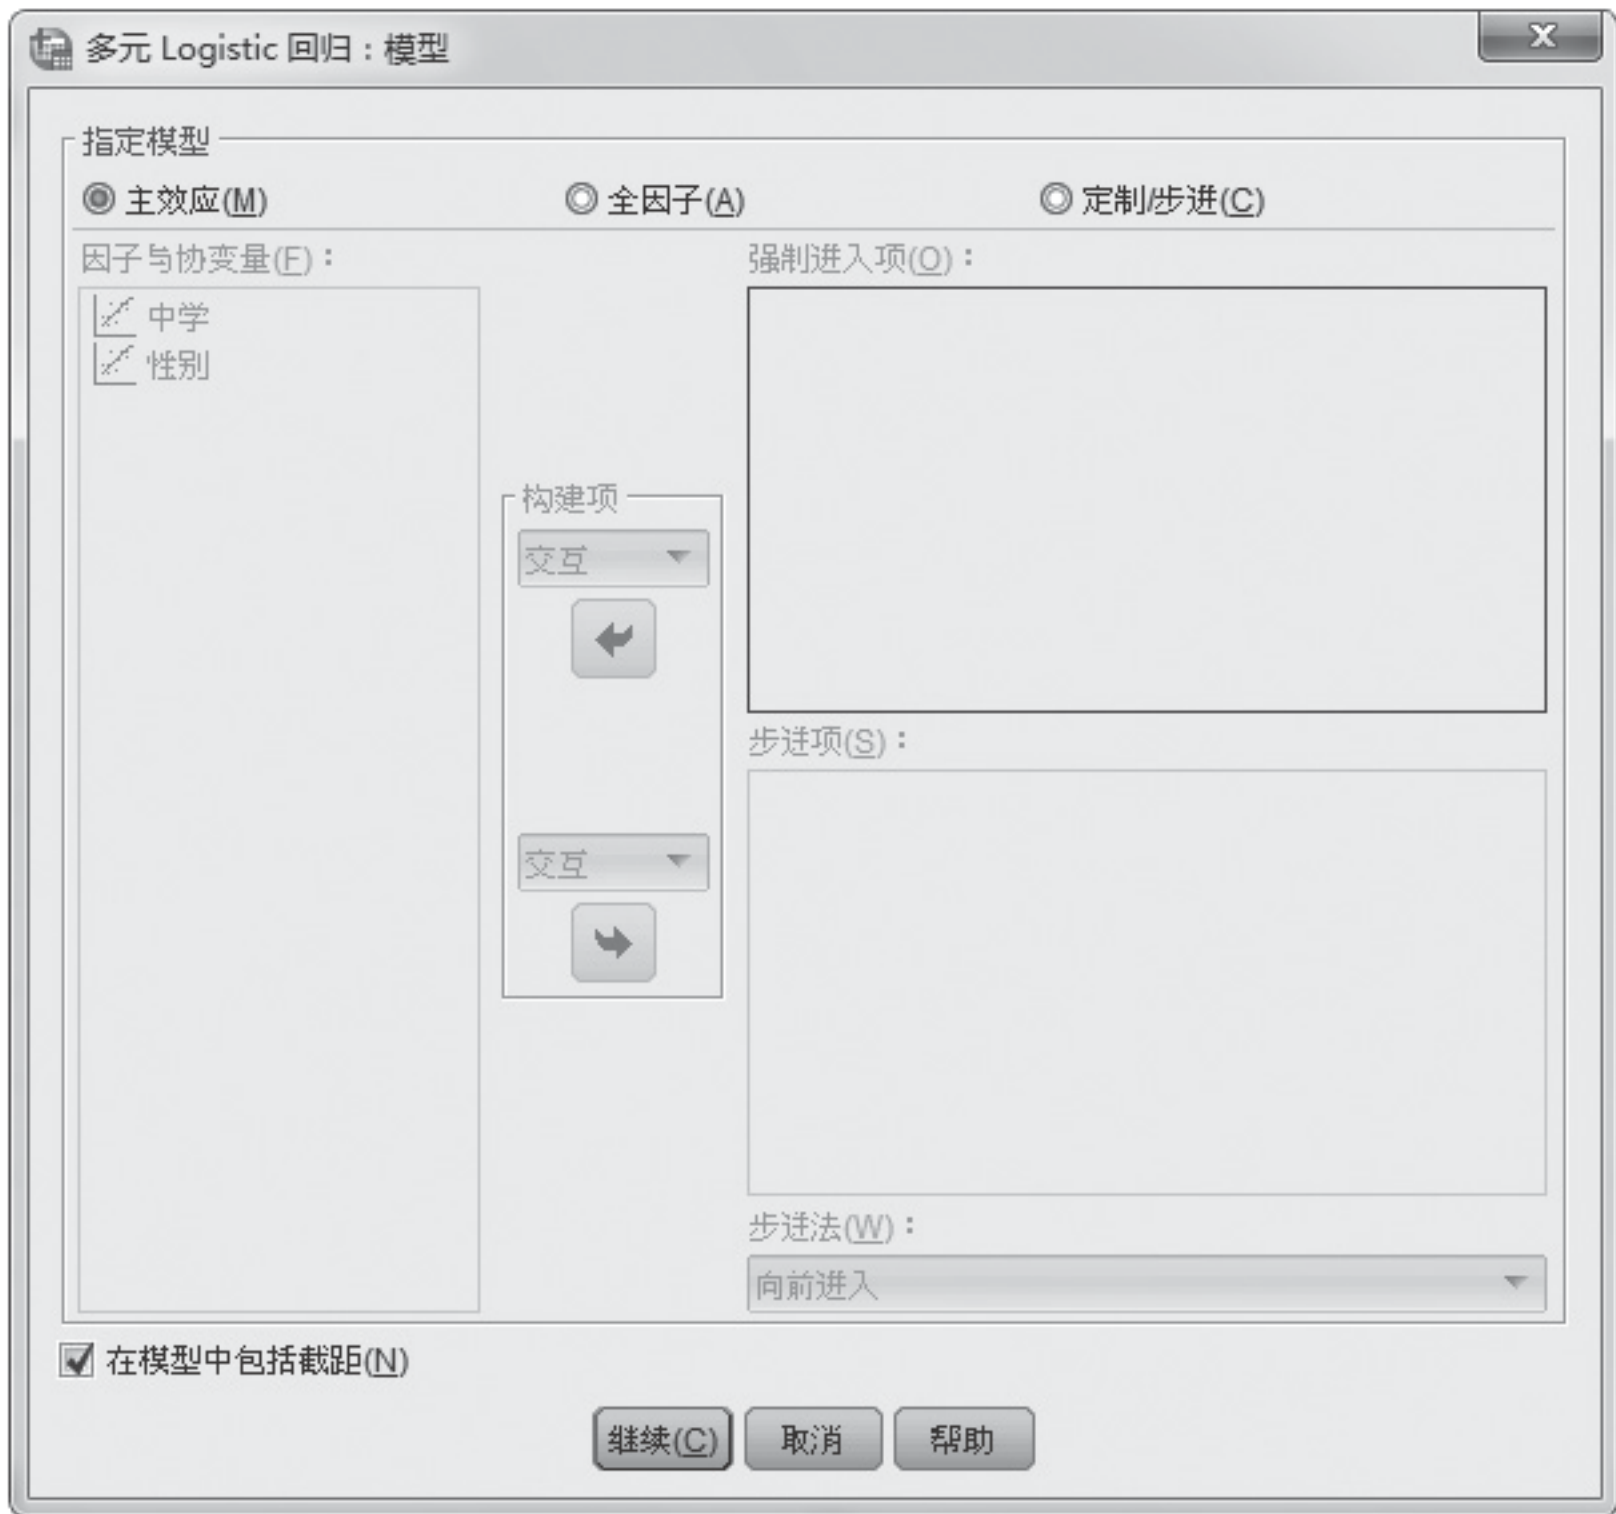 多元 Logistic 回归：模型
指定模型
主效应(M)
全因子(A)
定制/步进(C)
因子与协变量(F)：
中学
性别
构建项
交互
交互
强制进入项(O)：
步进项(S)：
步进法(W)：
向前进入
在模型中包括截距(N)
继续(C)
取消
帮助